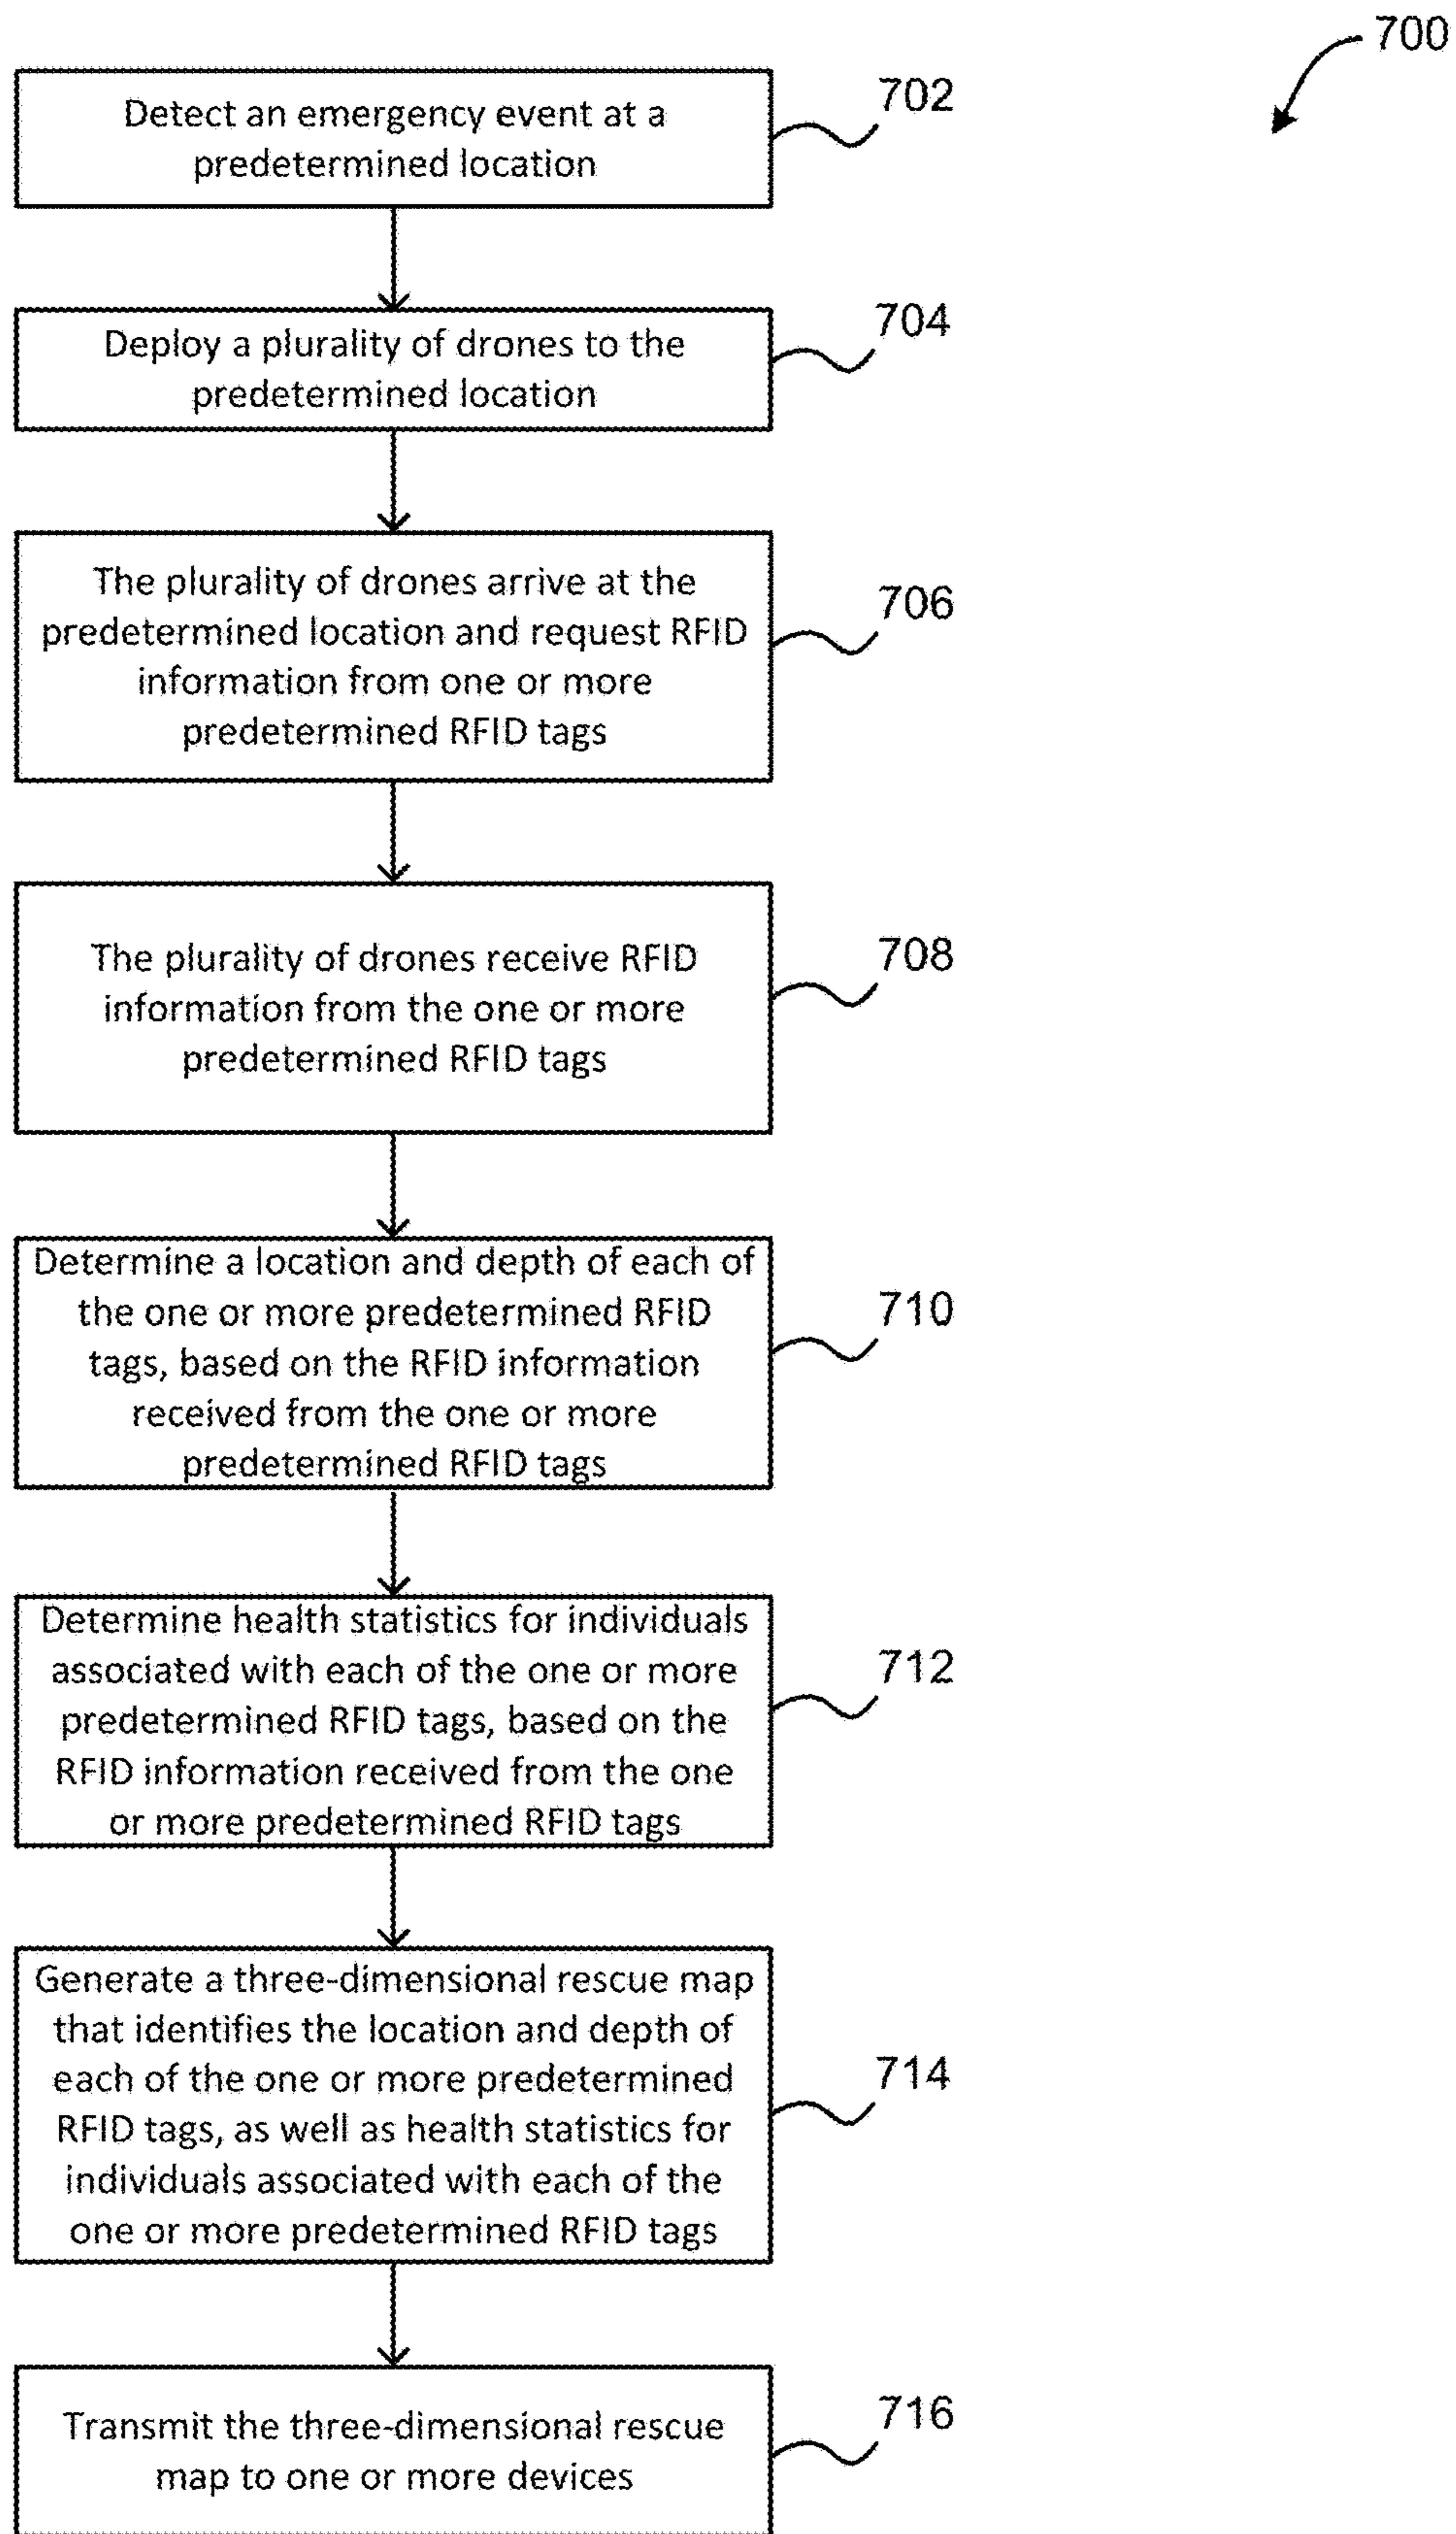 700
Detect an emergency event at a
predetermined location
702
Deploy a plurality of drones to the
predetermined location
704
The plurality of drones arrive at the
predetermined location and request RFID
information from one or more
predetermined RFID tags
706
The plurality of drones receive RFID
information from the one or more
predetermined RFID tags
708
Determine a location and depth of each of
the one or more predetermined RFID
tags, based on the RFID information
received from the one or more
predetermined RFID tags
710
Determine health statistics for individuals
associated with each of the one or more
predetermined RFID tags, based on the
RFID information received from the one
or more predetermined RFID tags
712
Generate a three-dimensional rescue map
that identifies the location and depth of
each of the one or more predetermined
RFID tags, as well as health statistics for
individuals associated with each of the
one or more predetermined RFID tags
714
Transmit the three-dimensional rescue
map to one or more devices
716